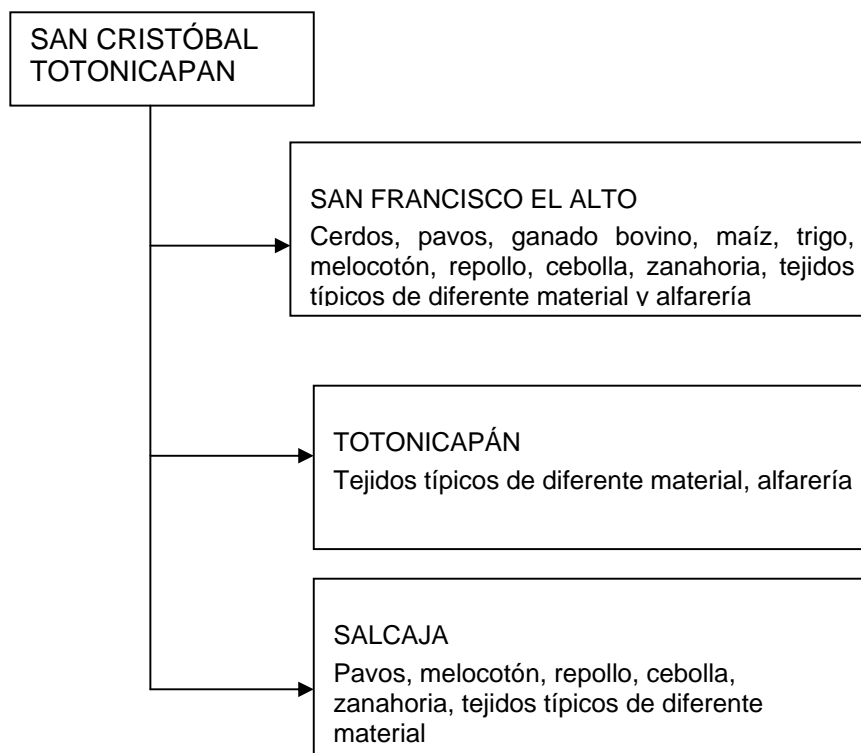 SAN CRISTÓBAL
TOTONICAPAN
SAN FRANCISCO EL ALTO
Cerdos, pavos, ganado bovino, maíz, trigo,
melocotón, repollo, cebolla, zanahoria, tejidos
típicos de diferente material y alfarería
TOTONICAPÁN
Tejidos típicos de diferente material, alfarería
SALCAJA
Pavos, melocotón, repollo, cebolla,
zanahoria, tejidos típicos de diferente
material